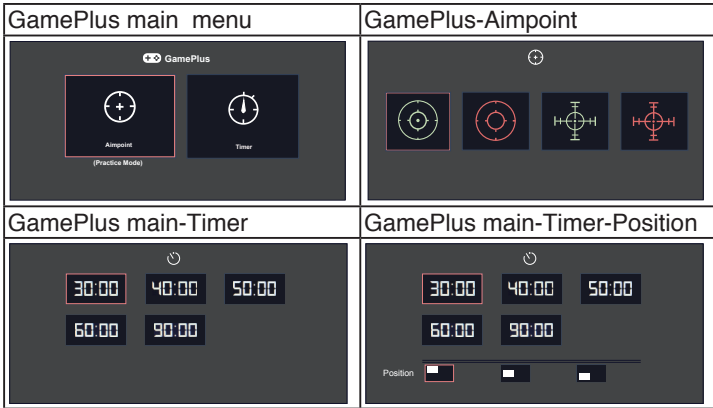 GamePlus main menu
GamePlus-Aimpoint
GamePlus
Aimpoint
Timer
(Practice Mode)
GamePlus main-Timer
GamePlus main-Timer-Position
30:00 40:00 50:00
60:00 90:00
30:00 40:00 50:00
60:00 90:00
Position